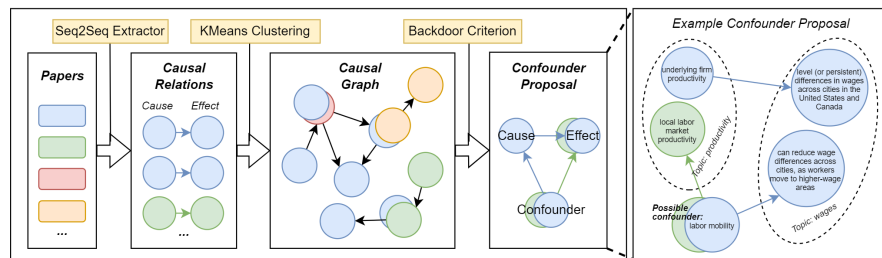 Seq2Seq Extractor
KMeans Clustering
Backdoor Criterion
Papers
...
Causal
Relations
Cause
Effect
...
Causal
Graph
Confounder
Proposal
Cause
Effect
Confounder
Example Confounder Proposal
underlying firm
productivity
local labor
market
productivity
Topic: productivity
level (or persistent)
differences in wages
across cities in the
United States and
Canada
can reduce wage
differences across
cities, as workers
move to higher-wage
areas
Topic: wages
Possible
confounder:
labor mobility